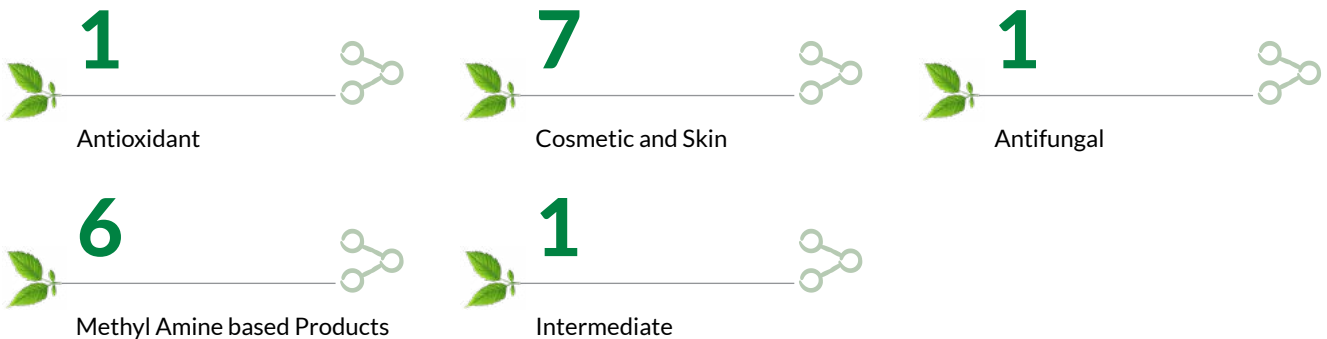 1
Antioxidant
7
Cosmetic and Skin
1
Antifungal
6
Methyl Amine based Products
1
Intermediate